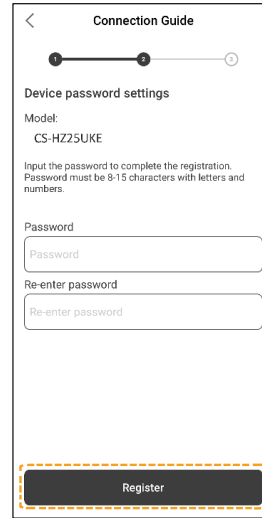 Connection Guide
1 2 3
Device password settings
Model:
CS-HZ25UKE
Input the password to complete the registration.
Password must be 8-15 characters with letters and
numbers.
Password
Password
Re-enter password
Re-enter password
Register